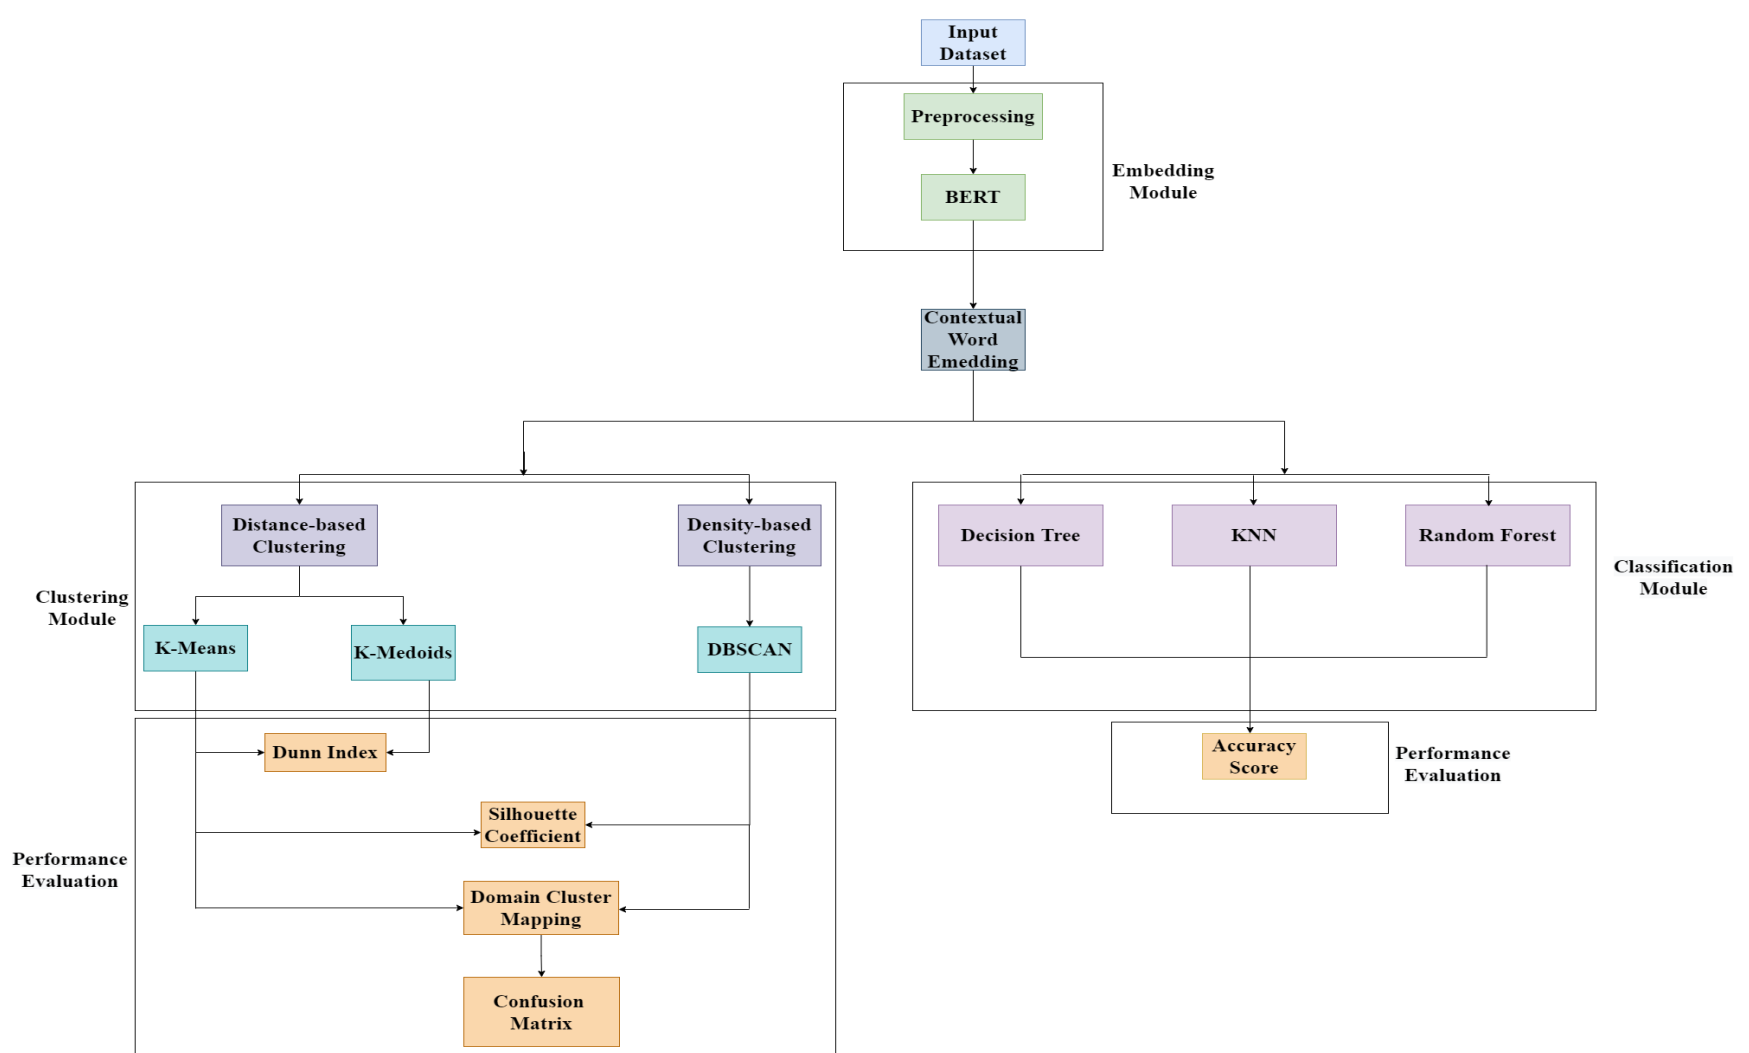 Input
Dataset
Preprocessing
Embedding
Module
BERT
Contextual
Word
Emedding
Distance-based
Clustering
Density-based
Clustering
Decision Tree
KNN
Random Forest
Classification
Module
Clustering
Module
K-Means
K-Medoids
DBSCAN
Dunn Index
Accuracy
Score
Performance
Evaluation
Silhouette
Coefficient
Performance
Evaluation
Domain Cluster
Mapping
Confusion
Matrix